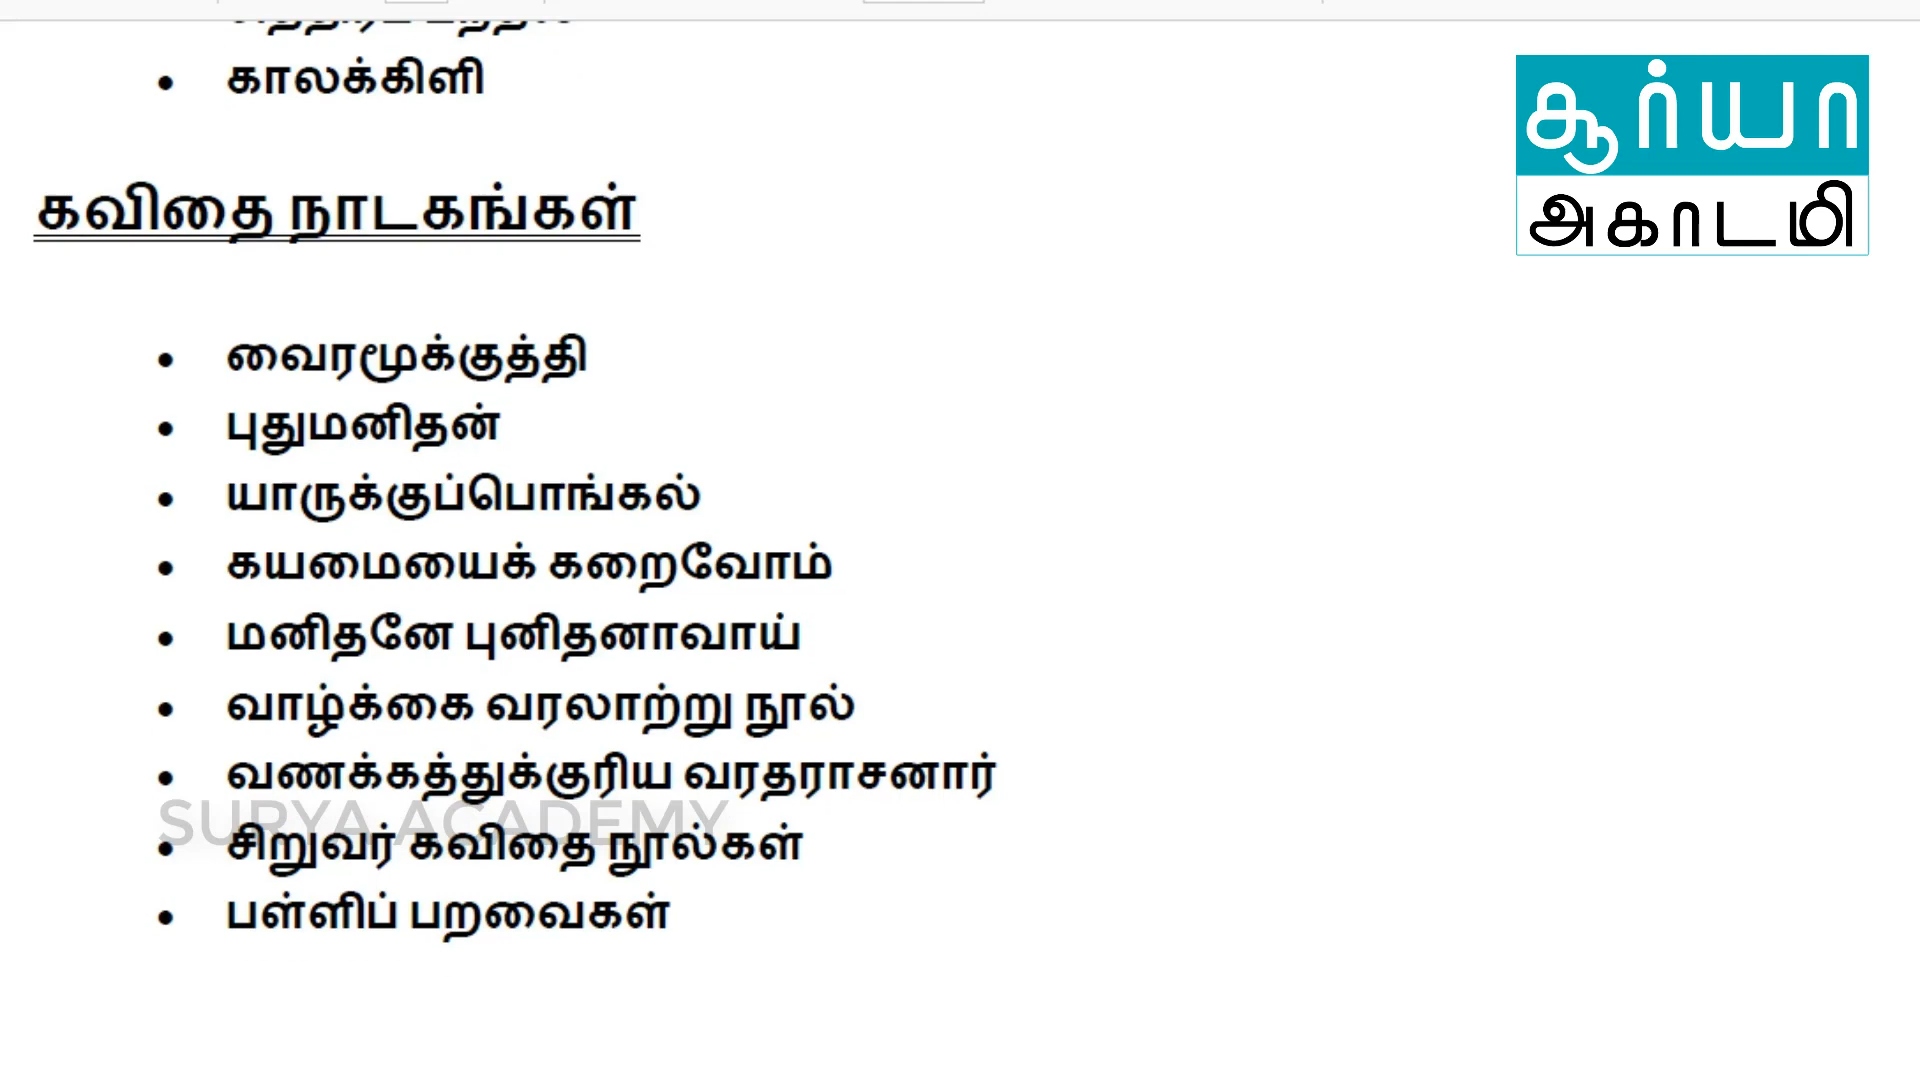 காலக்கிளி
சூர்யா
அகாடமி
கவிதை நாடகங்கள்
வைரமூக்குத்தி
புதுமனிதன்
யாருக்குப்பொங்கல்
கயமையைக் கறைவோம்
மனிதனே புனிதனாவாய்
வாழ்க்கை வரலாற்று நூல்
வணக்கத்துக்குரிய வரதராசனார்
SURYA ACADEMY
சிறுவர் கவிதை நூல்கள்
பள்ளிப் பறவைகள்